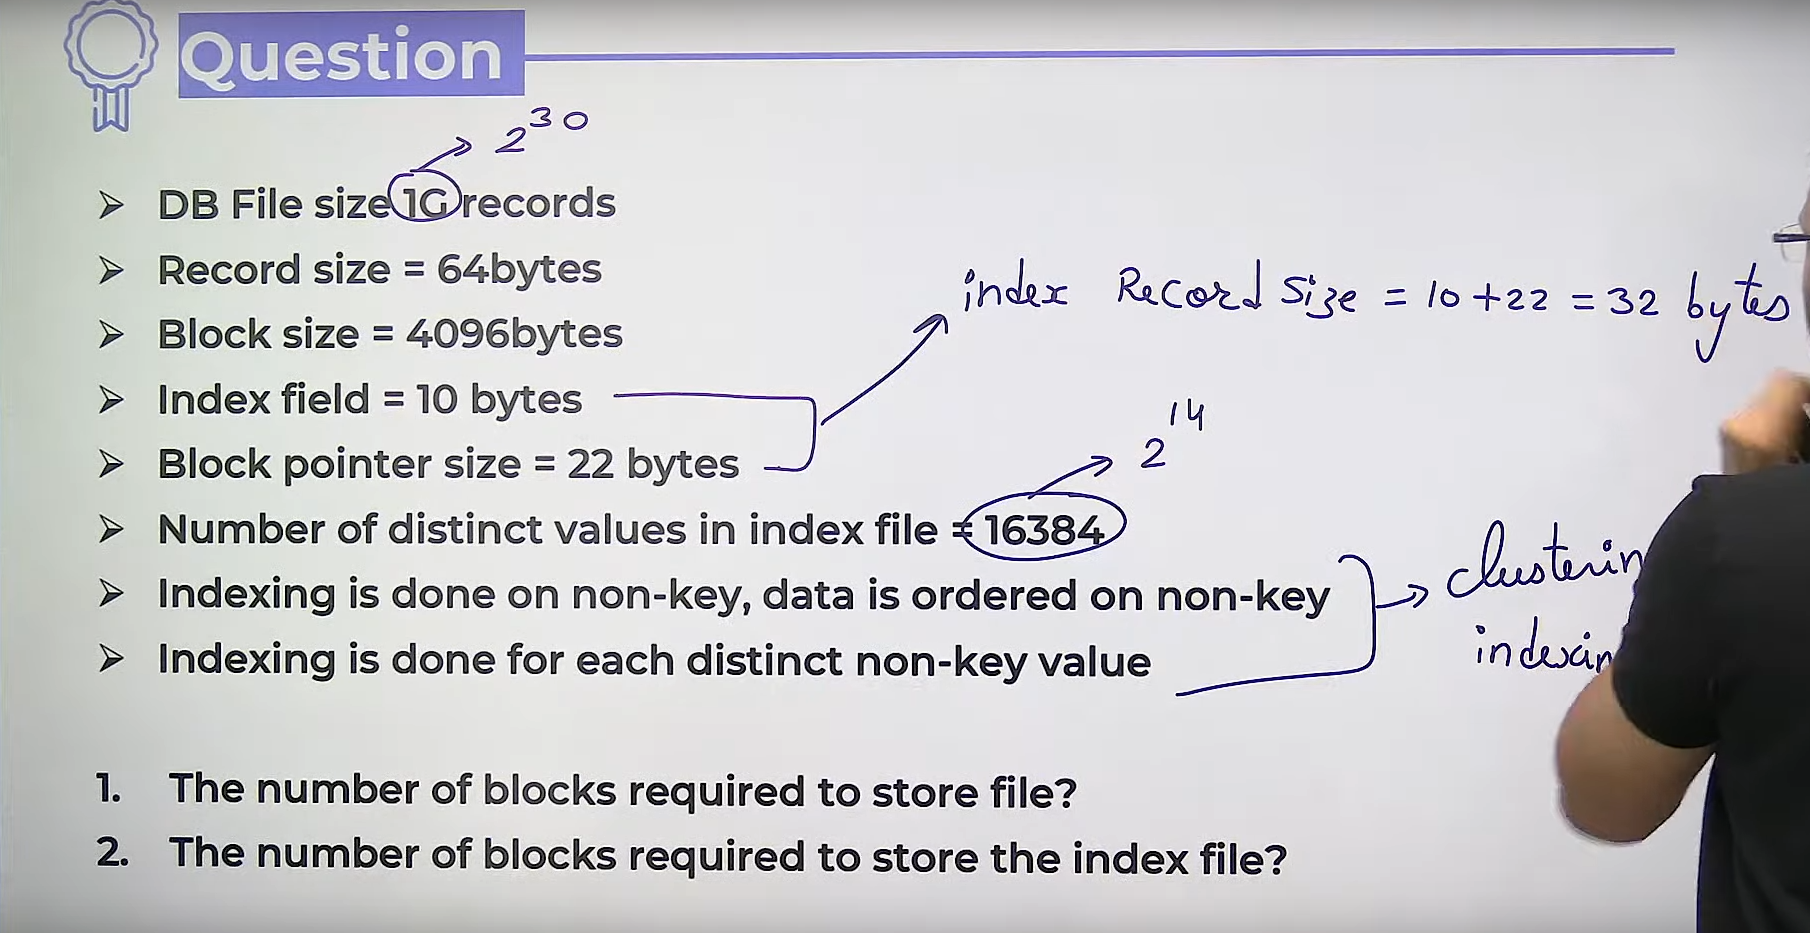 Question
2^30
DB File size 1G records
Record size = 64bytes
index Record Size = 10 + 22 = 32 bytes
Block size = 4096bytes
Index field = 10 bytes
2^14
Block pointer size = 22 bytes
Number of distinct values in index file = 16384
clusterin
Indexing is done on non-key, data is ordered on non-key
indexin
Indexing is done for each distinct non-key value
1. The number of blocks required to store file?
2. The number of blocks required to store the index file?